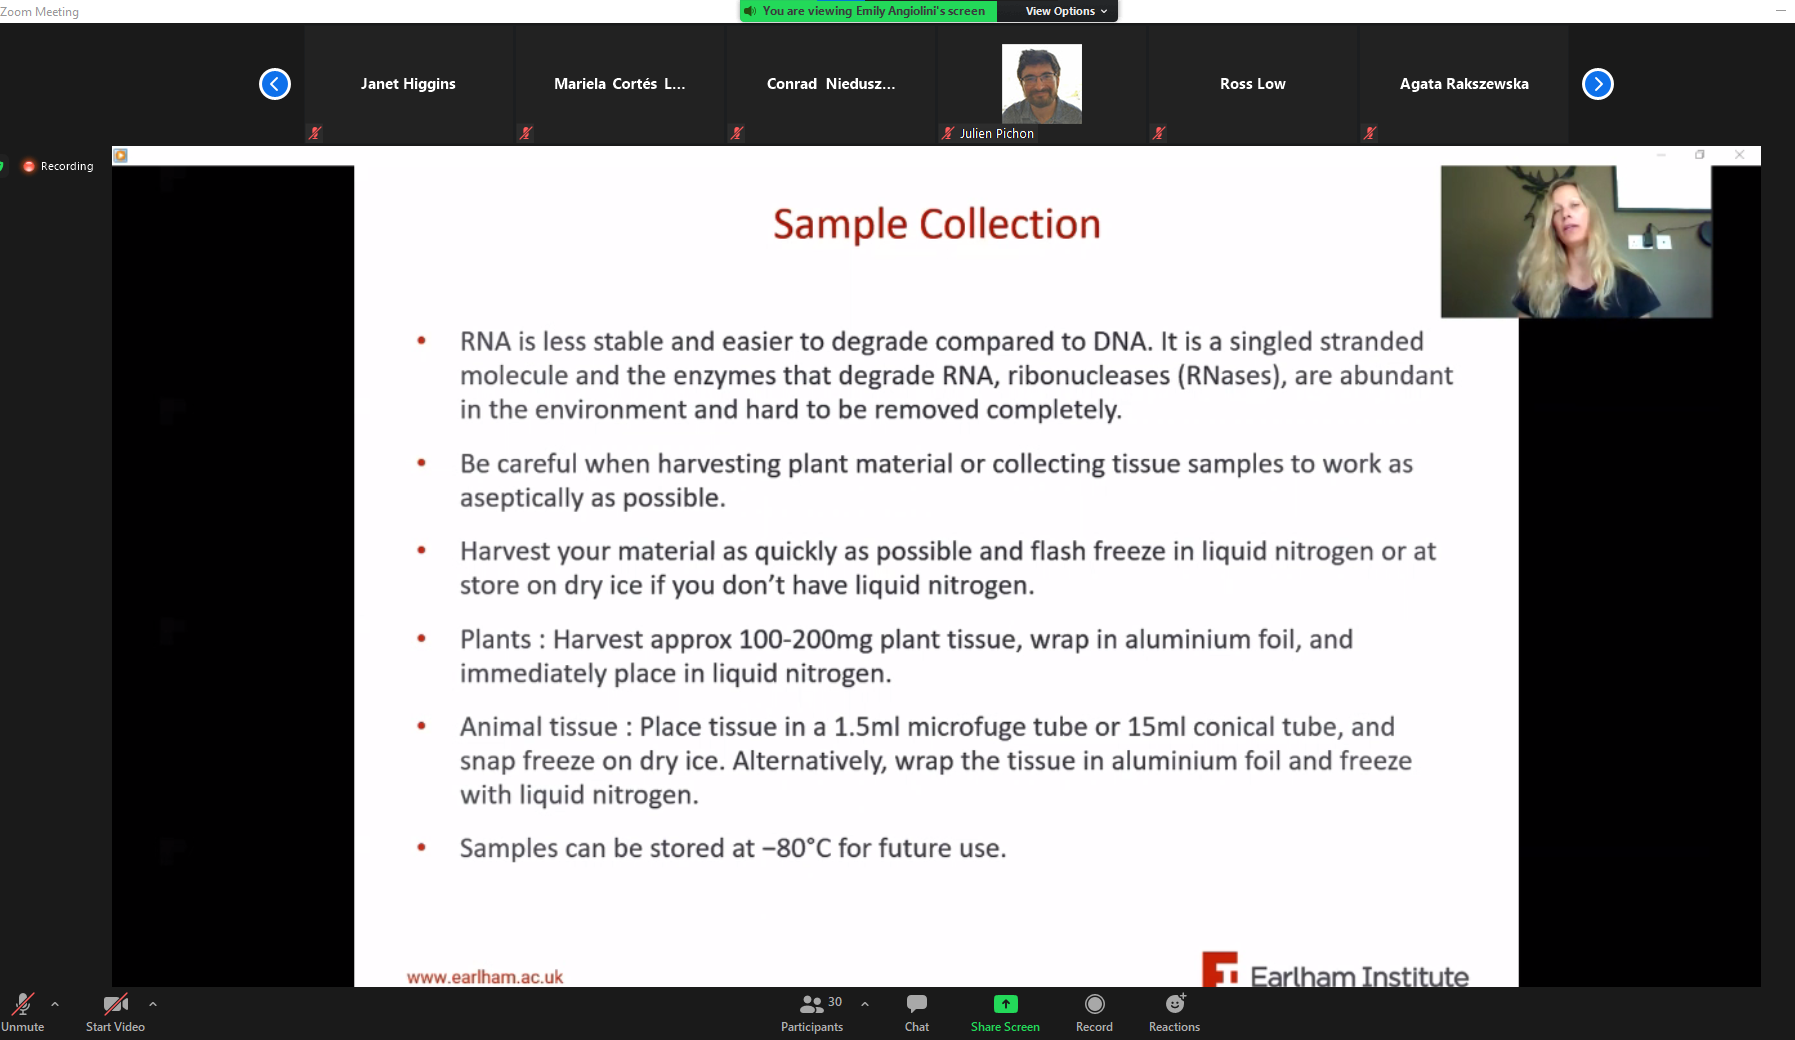 Zoom Meeting
You are viewing Emily Angiolini's screen
View Options
Janet Higgins
Mariela Cortés L...
Conrad Niedusz...
Julien Pichon
Ross Low
Agata Rakszewska
Recording
Sample Collection
• RNA is less stable and easier to degrade compared to DNA. It is a singled stranded
molecule and the enzymes that degrade RNA, ribonucleases (RNases), are abundant
in the environment and hard to be removed completely.
• Be careful when harvesting plant material or collecting tissue samples to work as
aseptically as possible.
• Harvest your material as quickly as possible and flash freeze in liquid nitrogen or at
store on dry ice if you don’t have liquid nitrogen.
• Plants : Harvest approx 100-200mg plant tissue, wrap in aluminium foil, and
immediately place in liquid nitrogen.
• Animal tissue : Place tissue in a 1.5ml microfuge tube or 15ml conical tube, and
snap freeze on dry ice. Alternatively, wrap the tissue in aluminium foil and freeze
with liquid nitrogen.
• Samples can be stored at −80°C for future use.
www.earlham.ac.uk
Earlham Institute
Unmute
Start Video
30
Participants
Chat
Share Screen
Record
Reactions